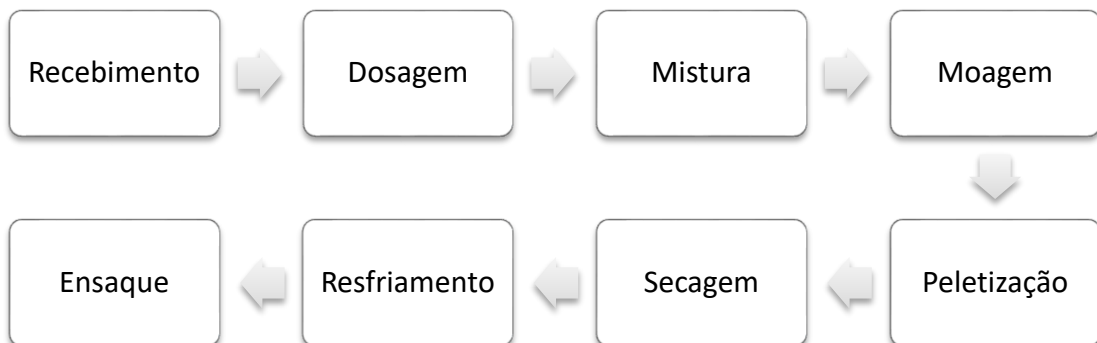 Recebimento
Dosagem
Mistura
Moagem
Peletização
Secagem
Resfriamento
Ensaque